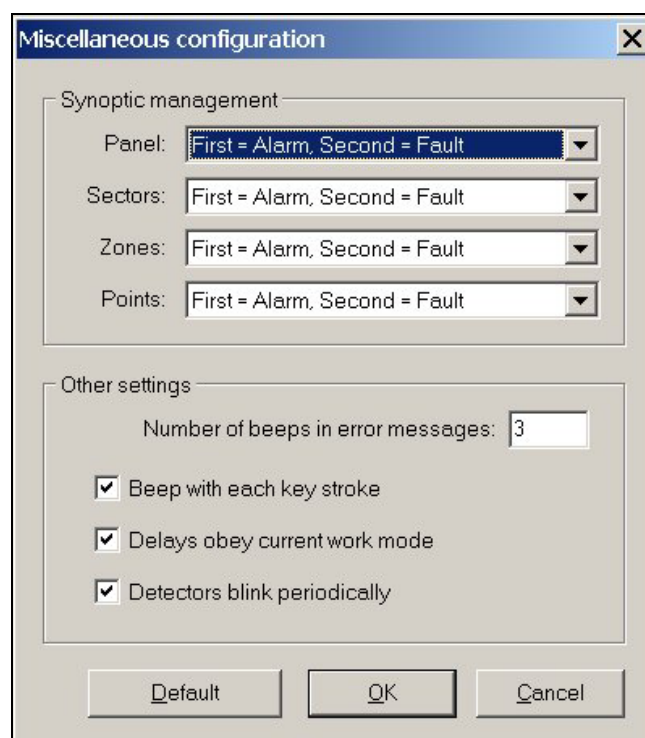 Miscellaneous configuration
Synoptic management
Panel: First = Alarm, Second = Fault
Sectors: First = Alarm, Second = Fault
Zones: First = Alarm, Second = Fault
Points: First = Alarm, Second = Fault
Other settings
Number of beeps in error messages: 3
Beep with each key stroke
Delays obey current work mode
Detectors blink periodically
Default OK Cancel